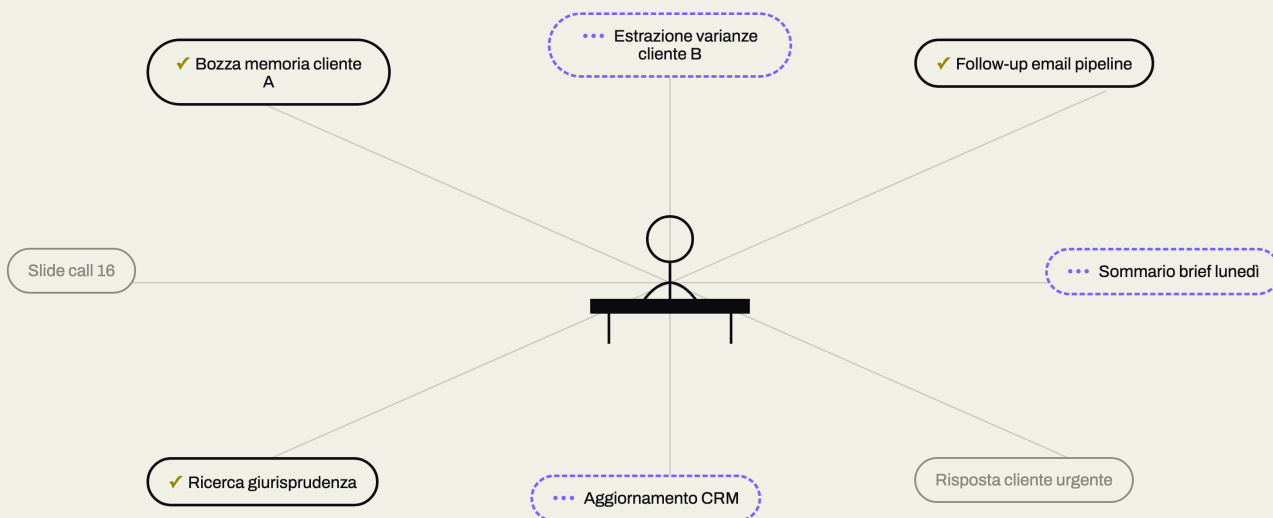 ✔ Bozza memoria cliente
A
••• Estrazione varianze
cliente B
✔ Follow-up email pipeline
Slide call 16
••• Sommario brief lunedì
✔ Ricerca giurisprudenza
••• Aggiornamento CRM
Risposta cliente urgente